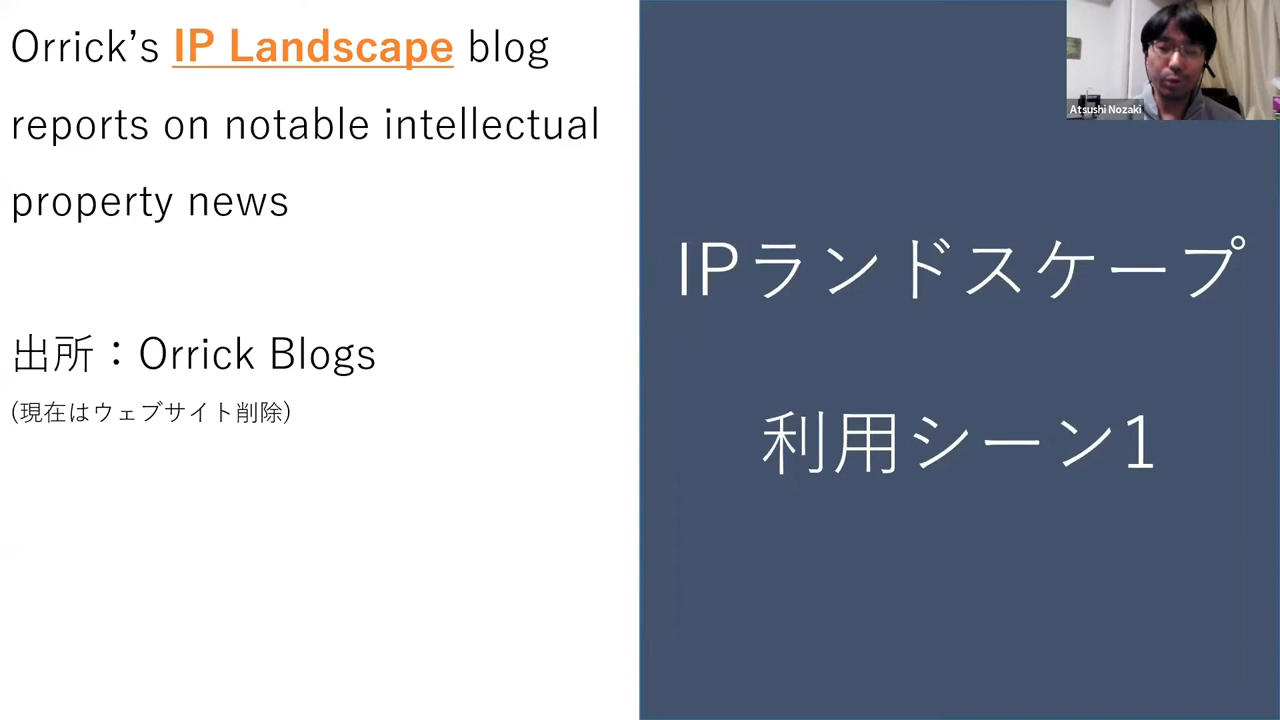 Orrick’s IP Landscape blog
reports on notable intellectual
property news
出所：Orrick Blogs
(現在はウェブサイト削除)
IPランドスケープ
利用シーン1
Atsushi Nozaki